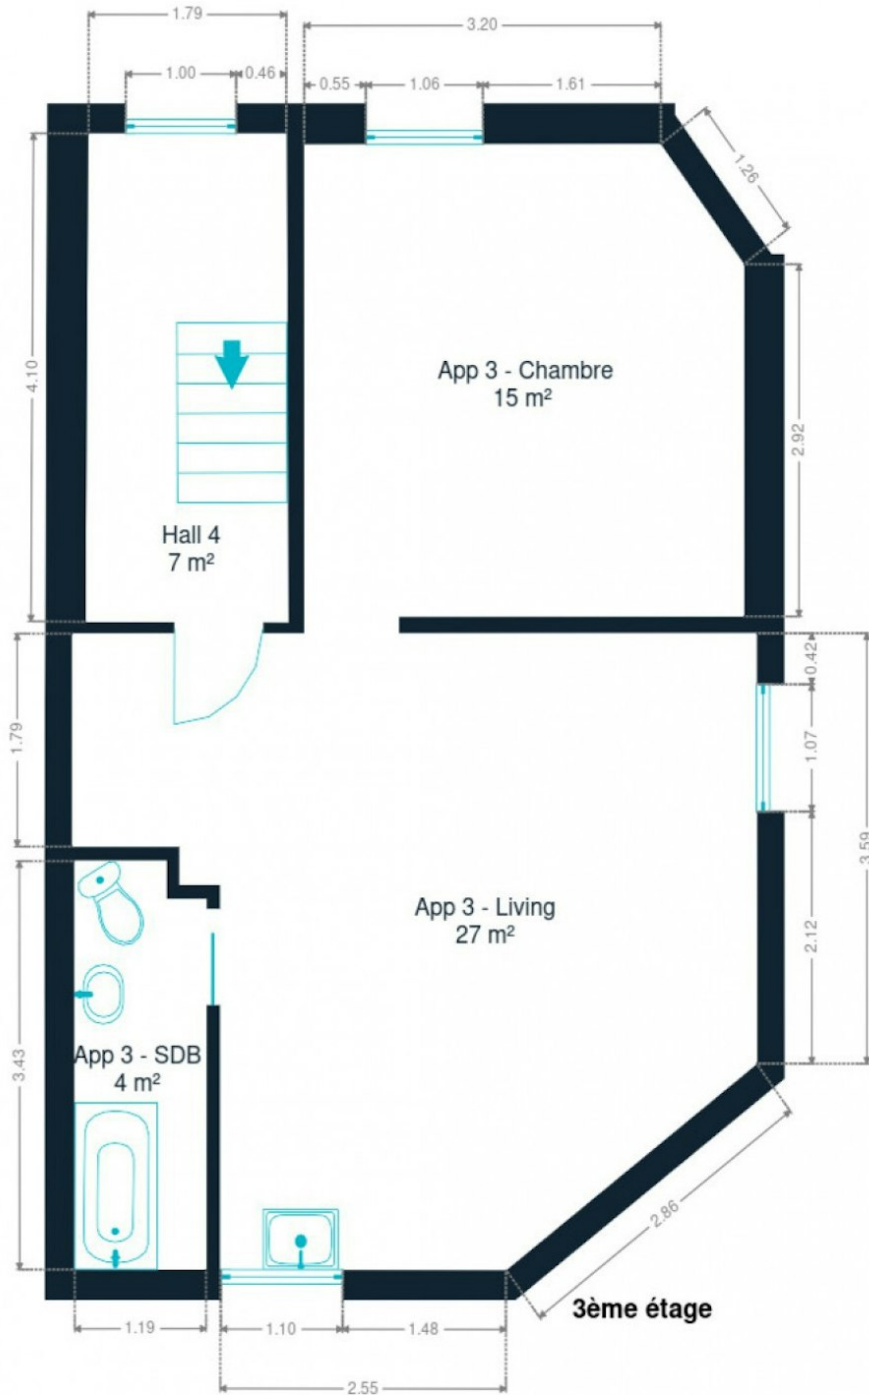 1.79
3.20
1.00
0.46
0.55
1.06
1.61
1.26
4.10
App 3 - Chambre
15 m²
2.92
Hall 4
7 m²
0.42
1.79
1.07
3.59
App 3 - Living
27 m²
2.12
3.43
App 3 - SDB
4 m²
2.86
3ème étage
1.19
1.10
1.48
2.55